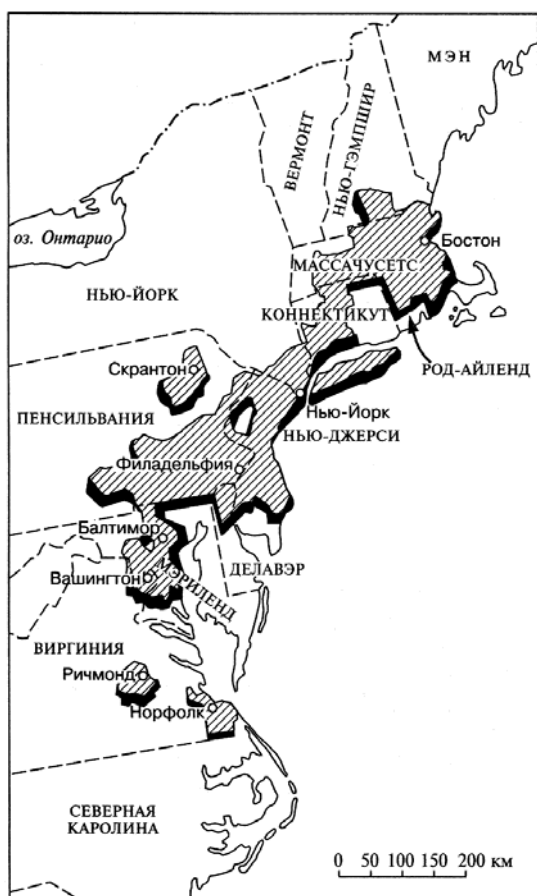 МЭН
ВЕРМОНТ
НЬЮ-ГЭМПШИР
оз. Онтарио
Бостон
МАССАЧУСЕТС
НЬЮ-ЙОРК
КОННЕКТИКУТ
РОД-АЙЛЕНД
Скрантон
Нью-Йорк
ПЕНСИЛЬВАНИЯ
НЬЮ-ДЖЕРСИ
Филадельфия
Балтимор
ДЕЛАВЭР
Вашингтон
МЭРИЛЕНД
ВИРГИНИЯ
Ричмонд
Норфолк
СЕВЕРНАЯ
КАРОЛИНА
0 50 100 150 200 км